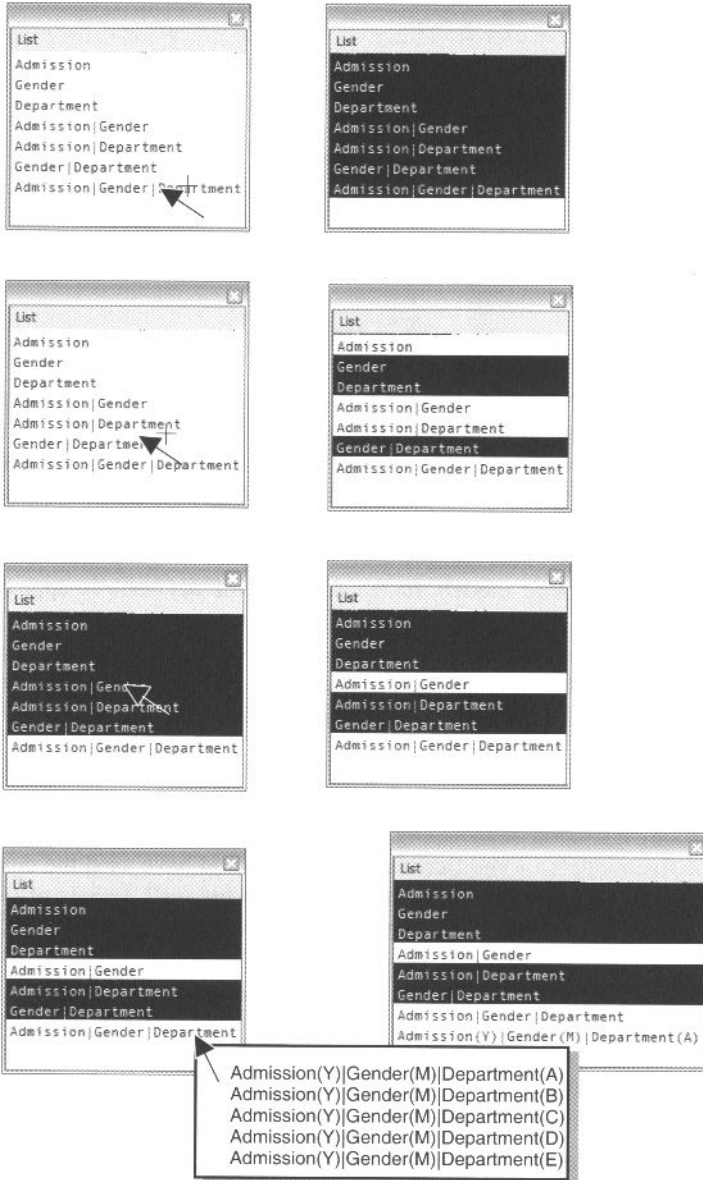 List
Admission
Gender
Department
Admission|Gender
Admission|Department
Gender|Department
Admission|Gender|Department
List
Admission
Gender
Department
Admission|Gender
Admission|Department
Gender|Department
Admission|Gender|Department
List
Admission
Gender
Department
Admission|Gender
Admission|Department
Gender|Department
Admission|Gender|Department
List
Admission
Gender
Department
Admission|Gender
Admission|Department
Gender|Department
Admission|Gender|Department
List
Admission
Gender
Department
Admission|Gender
Admission|Department
Gender|Department
Admission|Gender|Department
List
Admission
Gender
Department
Admission|Gender
Admission|Department
Gender|Department
Admission|Gender|Department
List
Admission
Gender
Department
Admission|Gender
Admission|Department
Gender|Department
Admission|Gender|Department
List
Admission
Gender
Department
Admission|Gender
Admission|Department
Gender|Department
Admission|Gender|Department
Admission(Y)|Gender(M)|Department(A)
Admission(Y)|Gender(M)|Department(A)
Admission(Y)|Gender(M)|Department(B)
Admission(Y)|Gender(M)|Department(C)
Admission(Y)|Gender(M)|Department(D)
Admission(Y)|Gender(M)|Department(E)